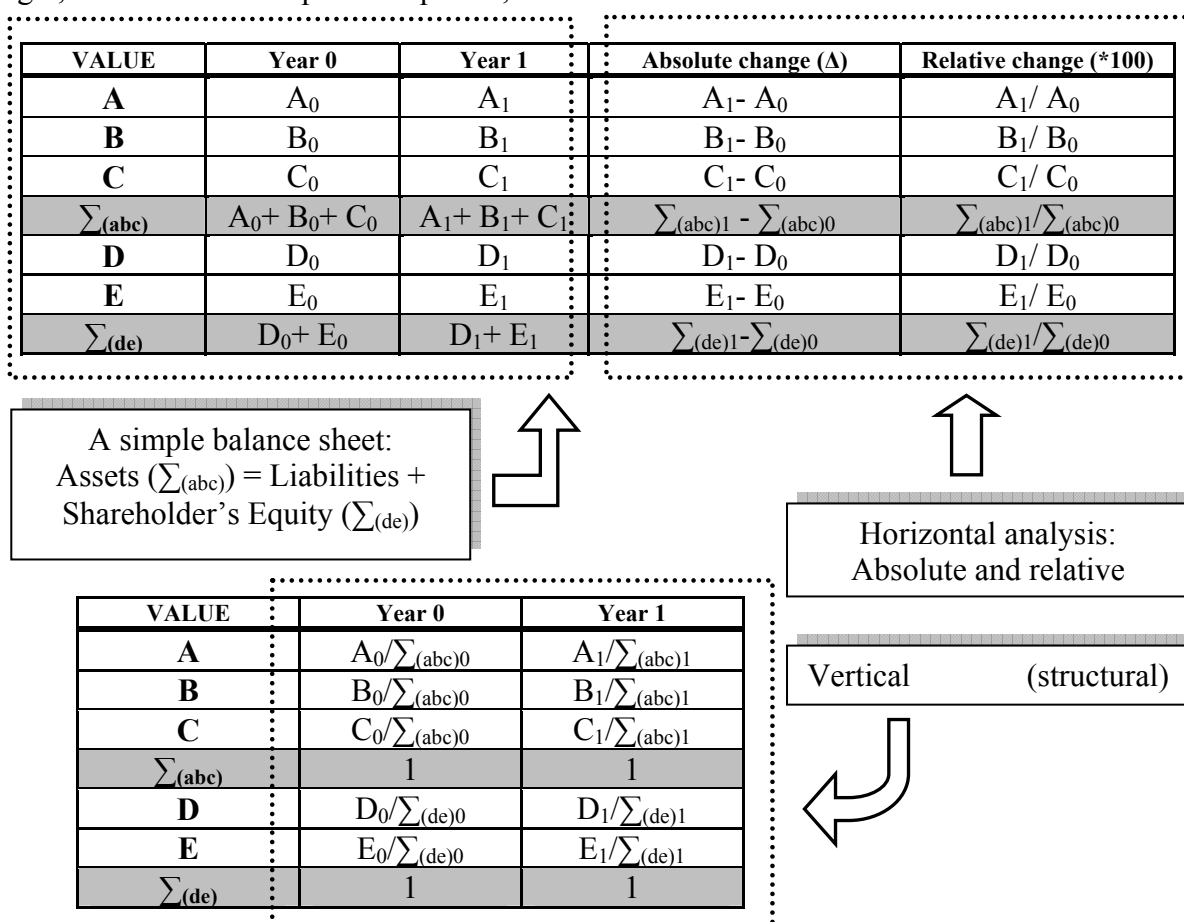 VALUE Year 0 Year 1 Absolute change (Δ) Relative change (*100)
A A₀ A₁ A₁- A₀ A₁/ A₀
B B₀ B₁ B₁- B₀ B₁/ B₀
C C₀ C₁ C₁- C₀ C₁/ C₀
∑(abc) A₀+ B₀+ C₀ A₁+ B₁+ C₁ ∑(abc)1 - ∑(abc)0 ∑(abc)1/∑(abc)0
D D₀ D₁ D₁- D₀ D₁/ D₀
E E₀ E₁ E₁- E₀ E₁/ E₀
∑(de) D₀+ E₀ D₁+ E₁ ∑(de)1-∑(de)0 ∑(de)1/∑(de)0
A simple balance sheet:
Assets (∑(abc)) = Liabilities +
Shareholder’s Equity (∑(de))
Horizontal analysis:
Absolute and relative
Vertical (structural)
VALUE Year 0 Year 1
A A₀/∑(abc)0 A₁/∑(abc)1
B B₀/∑(abc)0 B₁/∑(abc)1
C C₀/∑(abc)0 C₁/∑(abc)1
∑(abc) 1 1
D D₀/∑(de)0 D₁/∑(de)1
E E₀/∑(de)0 E₁/∑(de)1
∑(de) 1 1